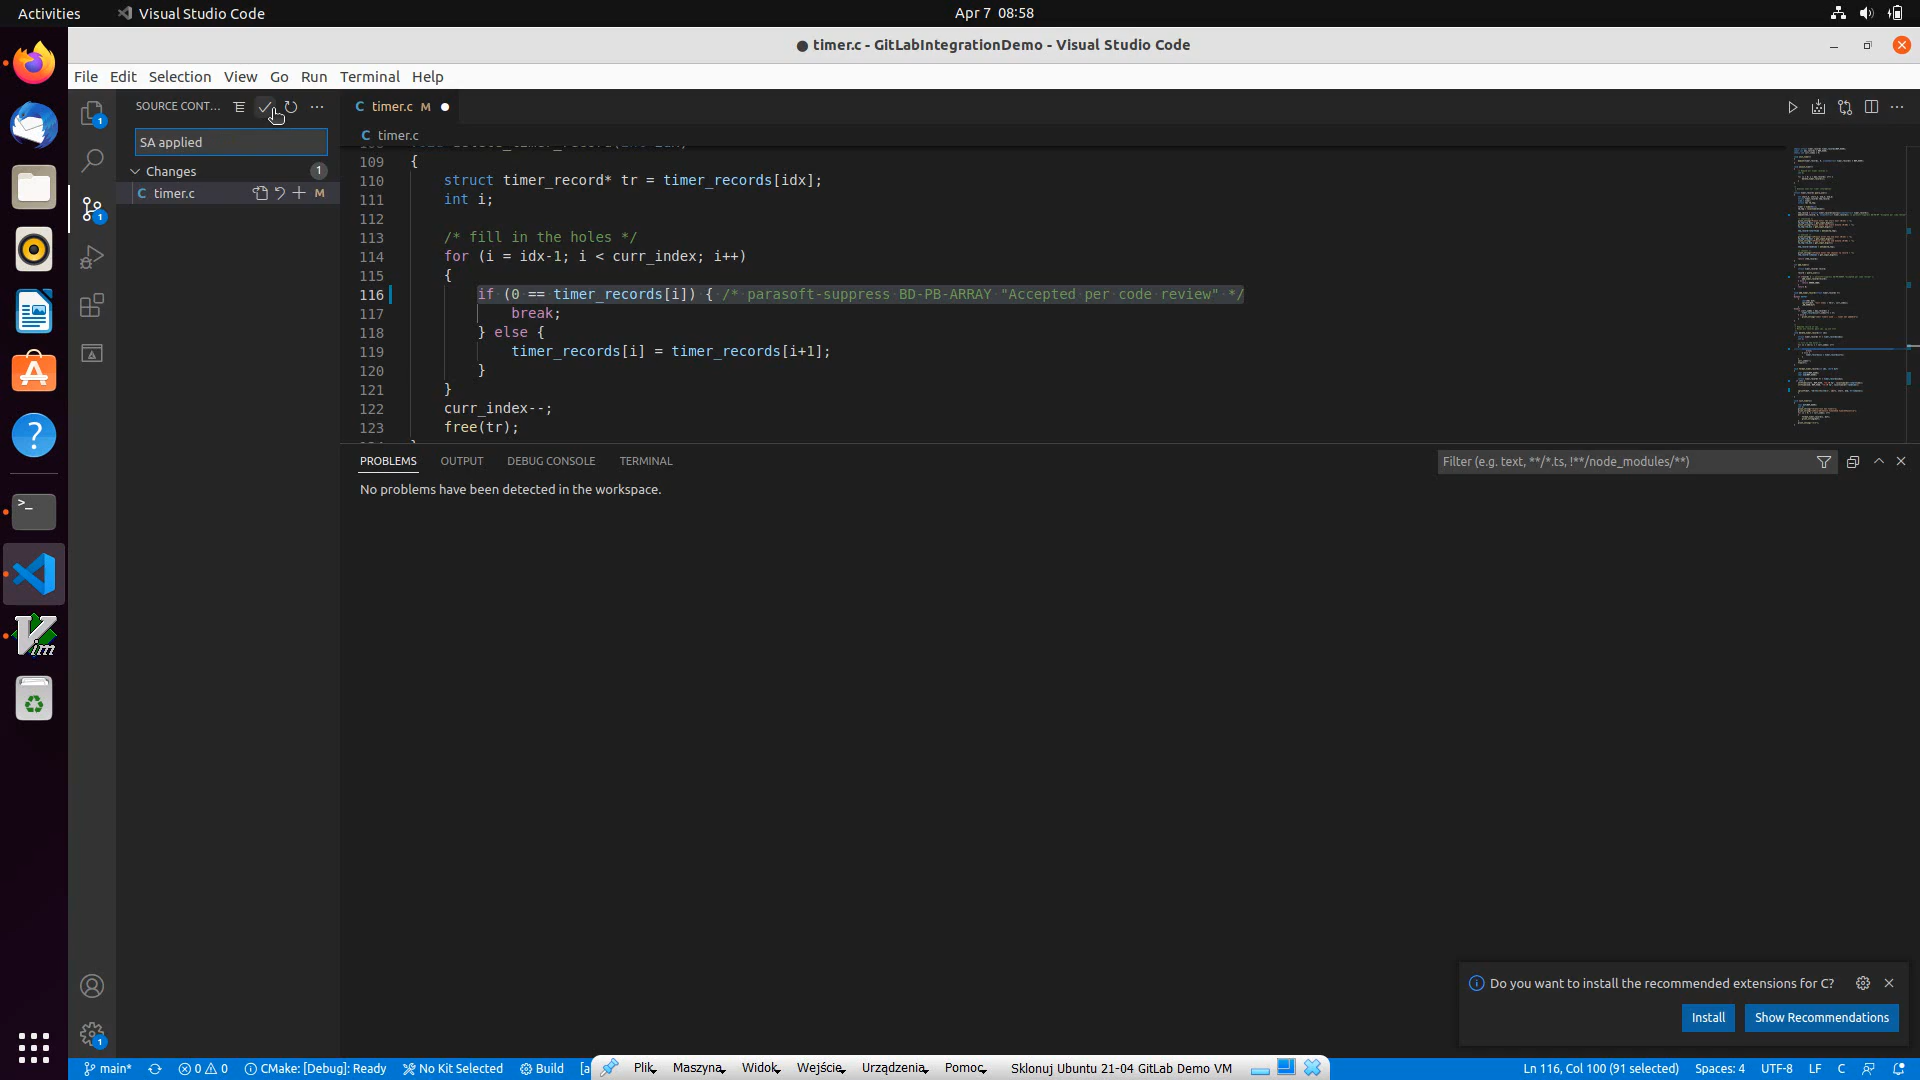 Activities
Visual Studio Code
Apr 7 08:58
● timer.c - GitLabIntegrationDemo - Visual Studio Code
File Edit Selection View Go Run Terminal Help
SOURCE CONT...
timer.c M
SA applied
timer.c
Changes 1
timer.c M
109 {
110 struct timer_record* tr = timer_records[idx];
111 int i;
112
113 /* fill in the holes */
114 for (i = idx-1; i < curr_index; i++)
115 {
116 if (0 == timer_records[i]) { /* parasoft-suppress BD-PB-ARRAY "Accepted per code review" */
117 break;
118 } else {
119 timer_records[i] = timer_records[i+1];
120 }
121 }
122 curr_index--;
123 free(tr);
PROBLEMS OUTPUT DEBUG CONSOLE TERMINAL
Filter (e.g. text, **/*.ts, !**/node_modules/**)
No problems have been detected in the workspace.
Do you want to install the recommended extensions for C?
Install Show Recommendations
main* 0 0 CMake: [Debug]: Ready No Kit Selected Build [a
Plik Maszyna Widok Wejście Urządzenia Pomoc Sklonuj Ubuntu 21-04 GitLab Demo VM
Ln 116, Col 100 (91 selected) Spaces: 4 UTF-8 LF C